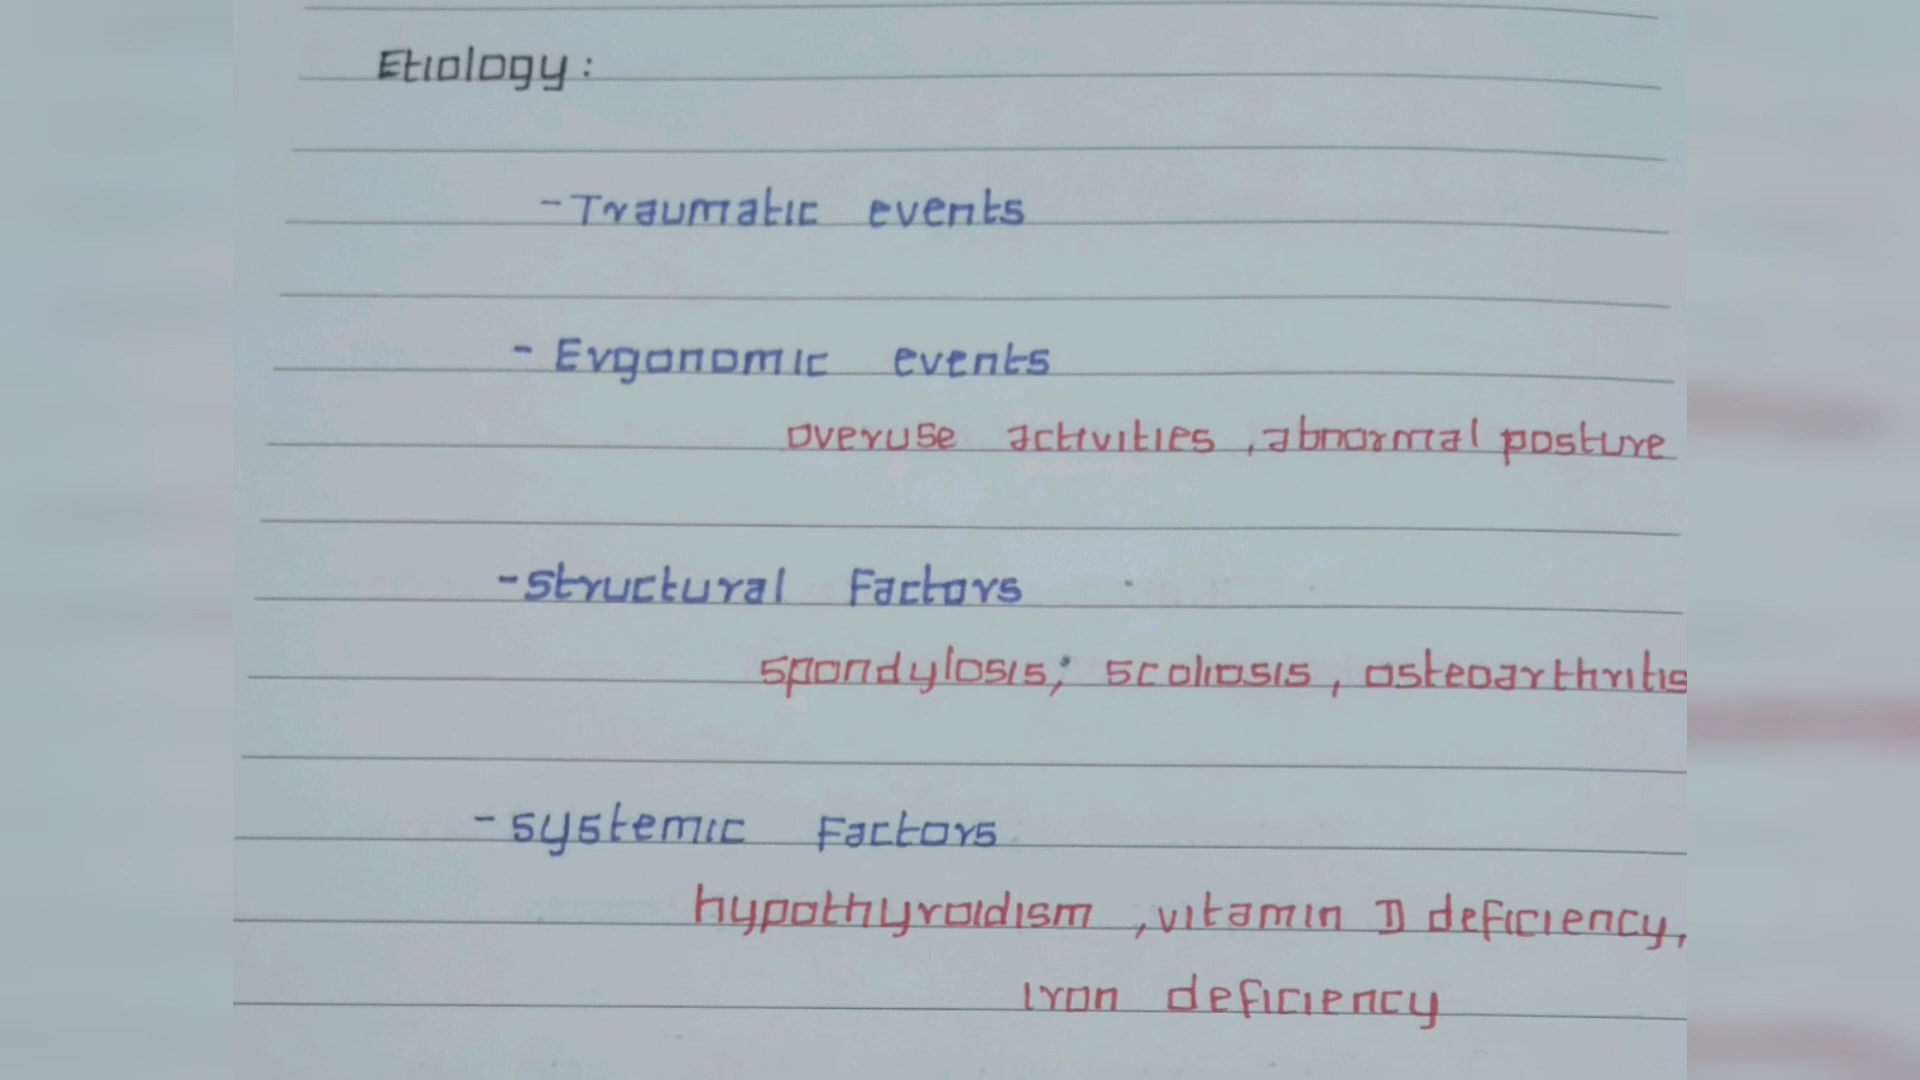 Etiology:
- Traumatic events
- Ergonomic events
overuse activities, abnormal posture
- Structural Factors
spondylosis; scoliosis, osteoarthritis
- systemic Factors
hypothyroidism, vitamin D deficiency,
iron deficiency